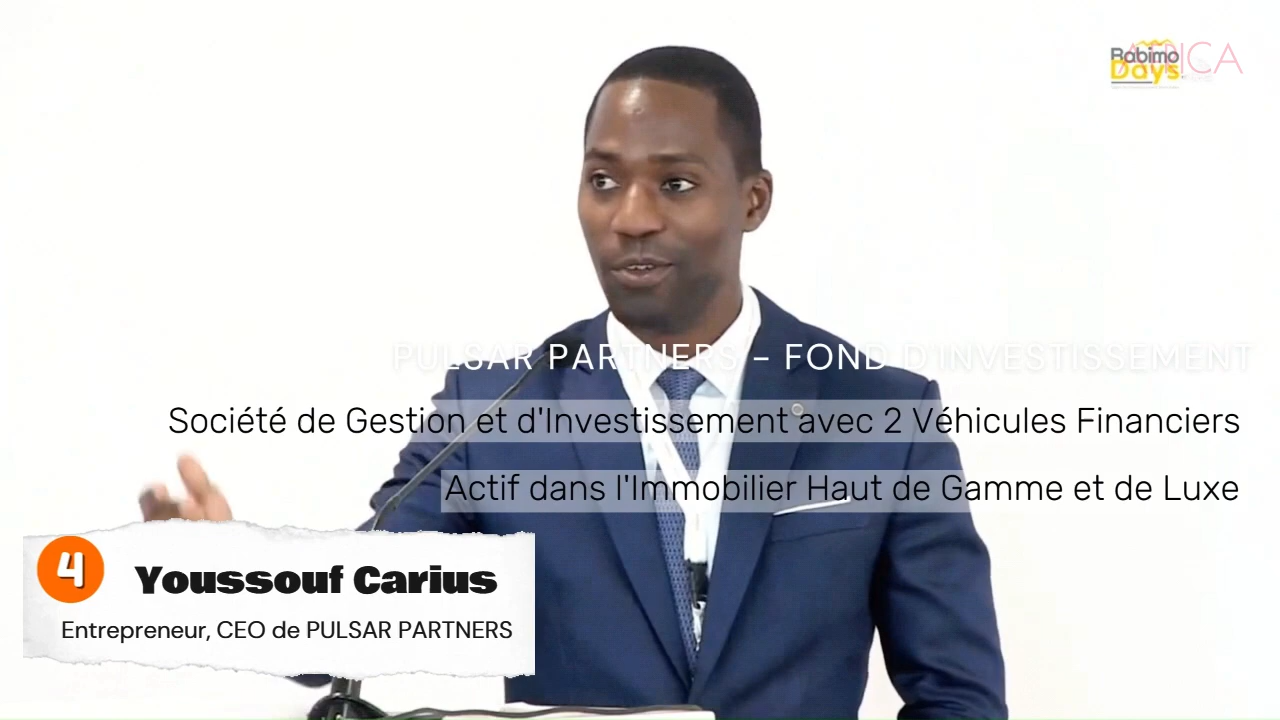 AFRICA
Rabimo
Days
PULSAR PARTNERS – FOND D'INVESTISSEMENT
Société de Gestion et d'Investissement avec 2 Véhicules Financiers
Actif dans l'Immobilier Haut de Gamme et de Luxe
4
Youssouf Carius
Entrepreneur, CEO de PULSAR PARTNERS